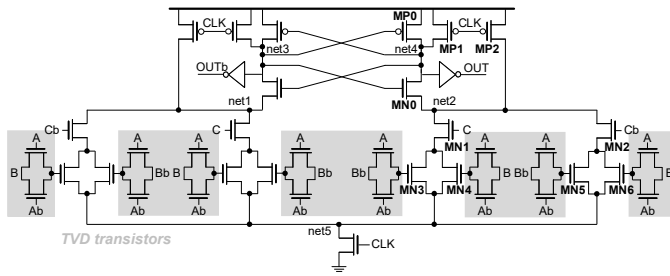 CLK MP0 CLK
net3 net4 MP1 MP2
OUTb OUT
net1 MN0 net2
Cb C C Cb
MN1 MN2
A A A A A A A A
B Bb B Bb Bb B Bb B
MN3 MN4 MN5 MN6
Ab Ab Ab Ab Ab Ab Ab Ab
TVD transistors net5
CLK